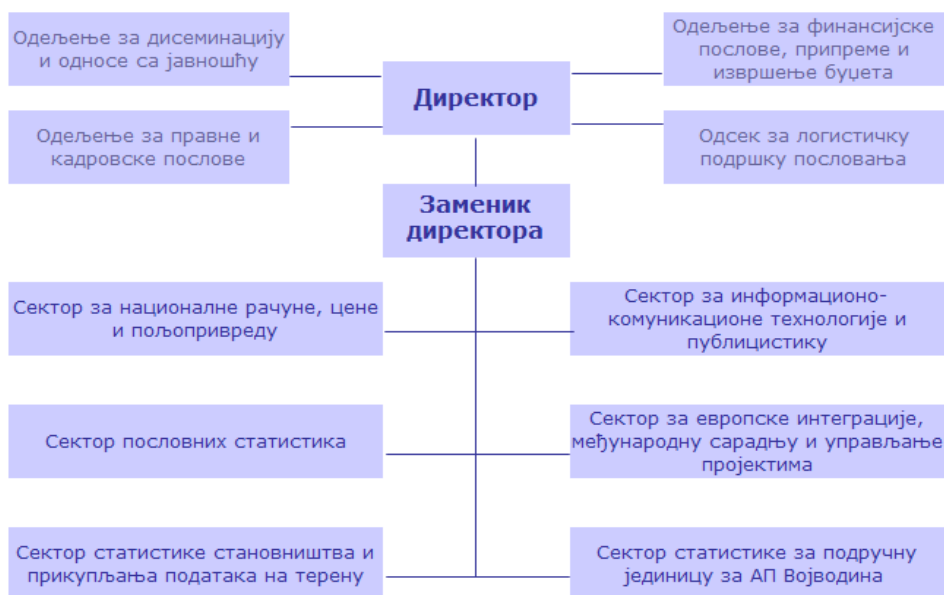 Одељење за дисеминацију
и односе са јавношћу
Одељење за финансијске
послове, припреме и
извршење буџета
Директор
Одељење за правне и
кадровске послове
Одсек за логистичку
подршку пословања
Заменик
директора
Сектор за националне рачуне, цене
и пољопривреду
Сектор за информационо-
комуникационе технологије и
публицистику
Сектор пословних статистика
Сектор за европске интеграције,
међународну сарадњу и управљање
пројектима
Сектор статистике становништва и
прикупљања података на терену
Сектор статистике за подручну
јединицу за АП Војводина